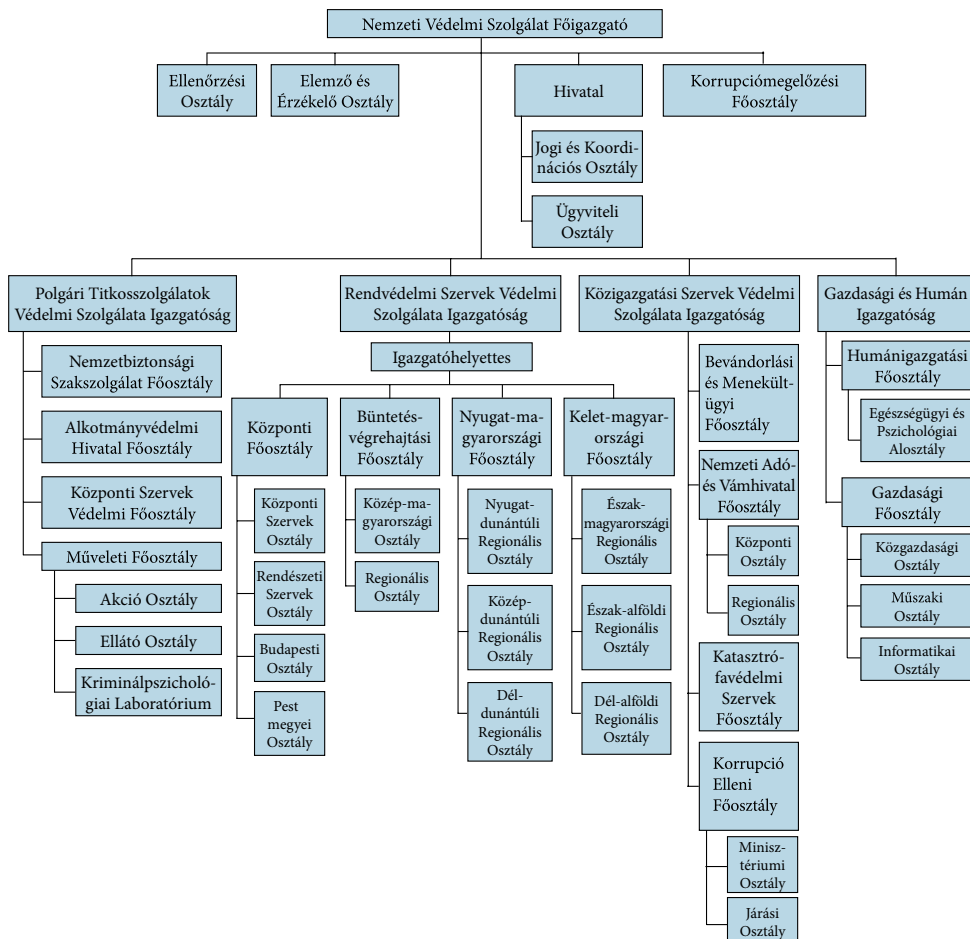 Nemzeti Védelmi Szolgálat Főigazgató
Ellenőrzési
Osztály
Elemző és
Érzékelő Osztály
Hivatal
Korrupciómegelőzési
Főosztály
Jogi és Koordi-
nációs Osztály
Ügyviteli
Osztály
Polgári Titkosszolgálatok
Védelmi Szolgálata Igazgatóság
Nemzetbiztonsági
Szakszolgálat Főosztály
Alkotmányvédelmi
Hivatal Főosztály
Központi Szervek
Védelmi Főosztály
Műveleti Főosztály
Akció Osztály
Ellátó Osztály
Kriminálpszicholó-
giai Laboratórium
Rendvédelmi Szervek Védelmi
Szolgálata Igazgatóság
Igazgatóhelyettes
Központi
Főosztály
Központi
Szervek
Osztály
Rendészeti
Szervek
Osztály
Budapesti
Osztály
Pest
megyei
Osztály
Büntetés-
végrehajtási
Főosztály
Közép-ma-
gyarországi
Osztály
Regionális
Osztály
Nyugat-ma-
gyarországi
Főosztály
Nyugat-
dunántúli
Regionális
Osztály
Közép-
dunántúli
Regionális
Osztály
Dél-
dunántúli
Regionális
Osztály
Kelet-magyar-
országi
Főosztály
Észak-
magyarországi
Regionális
Osztály
Észak-alföldi
Regionális
Osztály
Dél-alföldi
Regionális
Osztály
Közigazgatási Szervek Védelmi
Szolgálata Igazgatóság
Bevándorlási
és Menekült-
ügyi
Főosztály
Nemzeti Adó-
és Vámhivatal
Főosztály
Központi
Osztály
Regionális
Osztály
Katasztró-
favédelmi
Szervek
Főosztály
Korrupció
Elleni
Főosztály
Minisz-
tériumi
Osztály
Járási
Osztály
Gazdasági és Humán
Igazgatóság
Humánigazgatási
Főosztály
Egészségügyi és
Pszichológiai
Alosztály
Gazdasági
Főosztály
Közgazdasági
Osztály
Műszaki
Osztály
Informatikai
Osztály